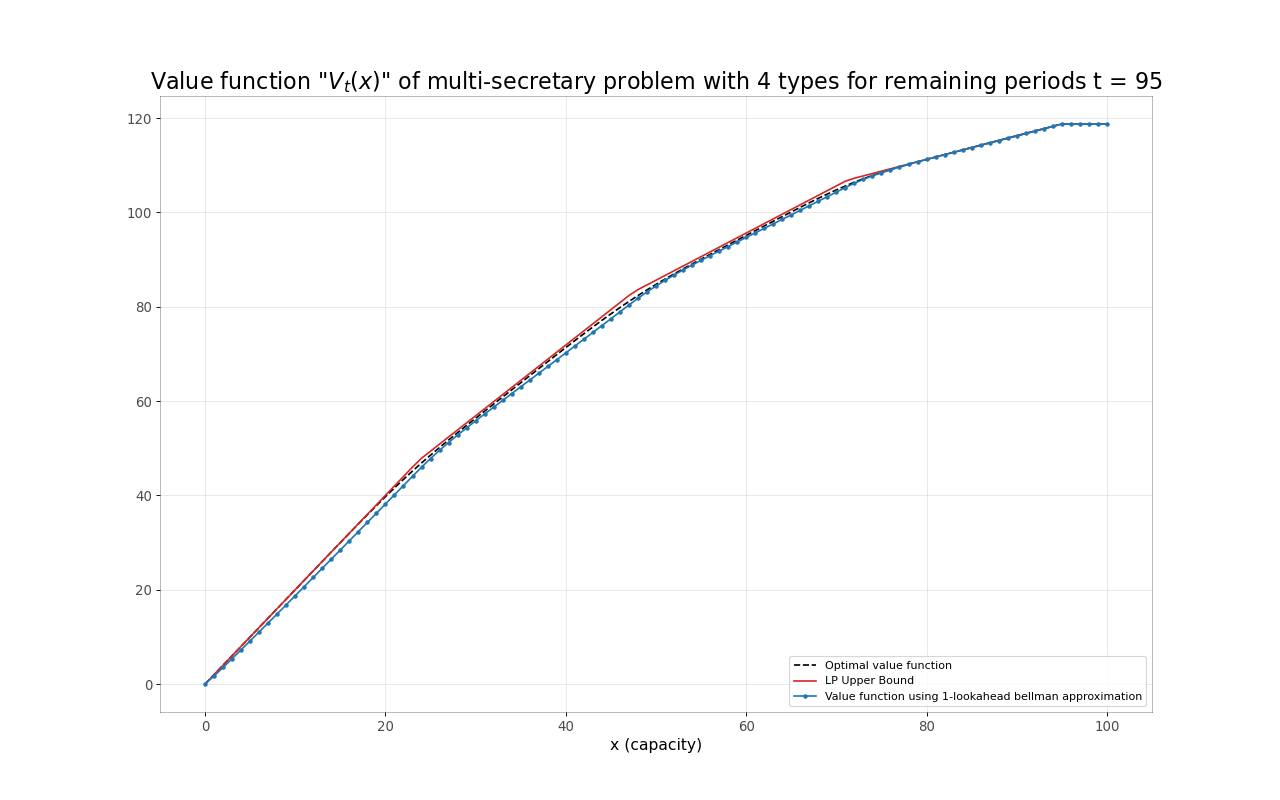 Value function "V_t(x)" of multi-secretary problem with 4 types for remaining periods t = 95
120
100
80
60
40
20
0
0 20 40 60 80 100
x (capacity)
Optimal value function
LP Upper Bound
Value function using 1-lookahead bellman approximation